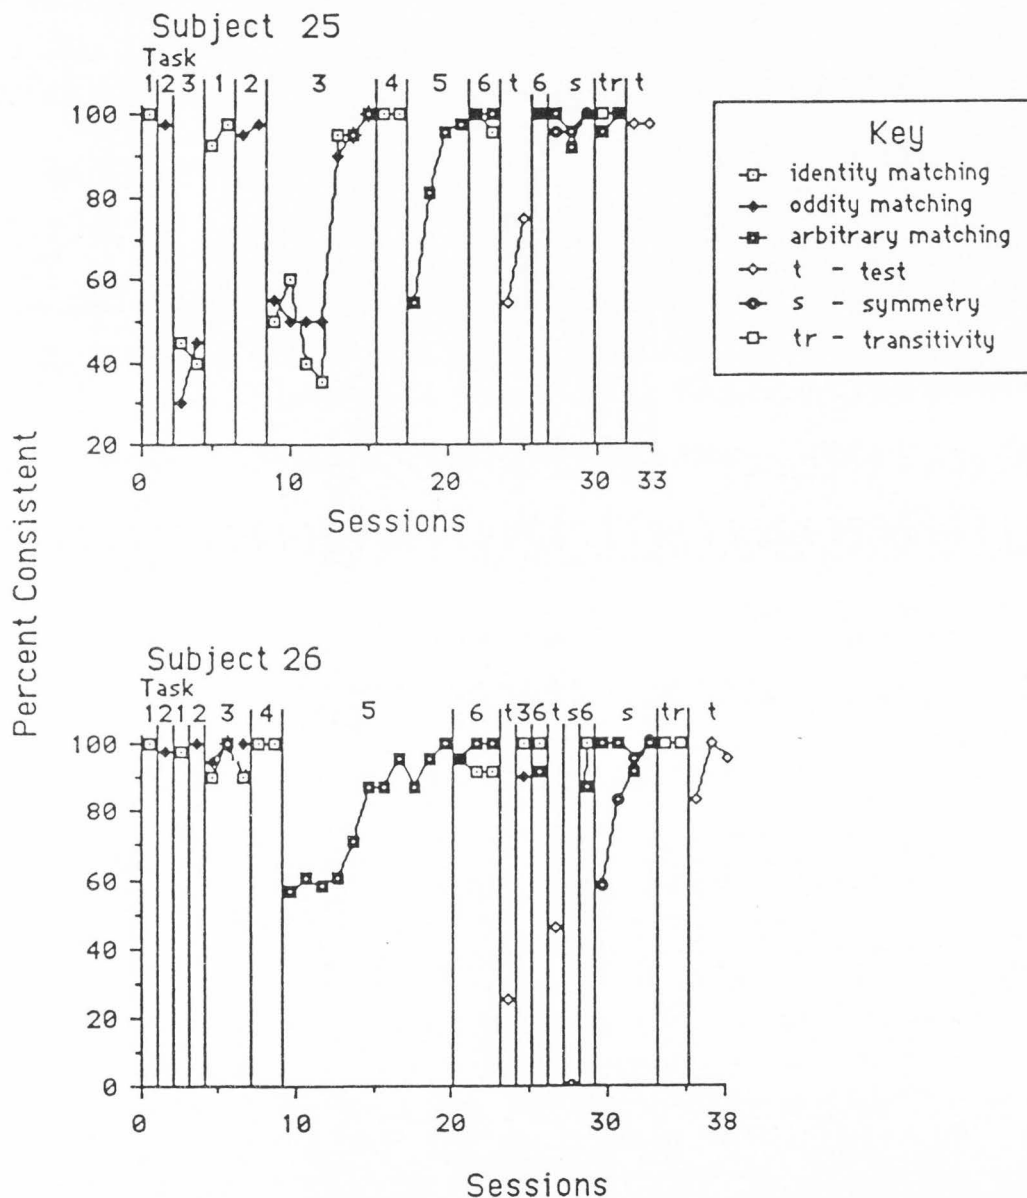 Subject 25
Task
1 2 3 1 2 3 4 5 6 t 6 s tr t
100
80
60
40
20
0 10 20 30 33
Sessions
Key
identity matching
oddity matching
arbitrary matching
t - test
s - symmetry
tr - transitivity
Percent Consistent
Subject 26
Task
1 2 1 2 3 4 5 6 t 3 6 t s 6 s tr t
100
80
60
40
20
0
0 10 20 30 38
Sessions